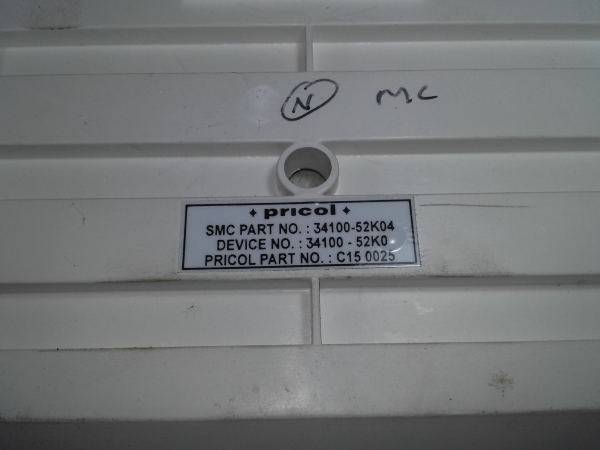 N MC
pricol
SMC PART NO. : 34100-52K04
DEVICE NO. : 34100 - 52K0
PRICOL PART NO. : C15 0025